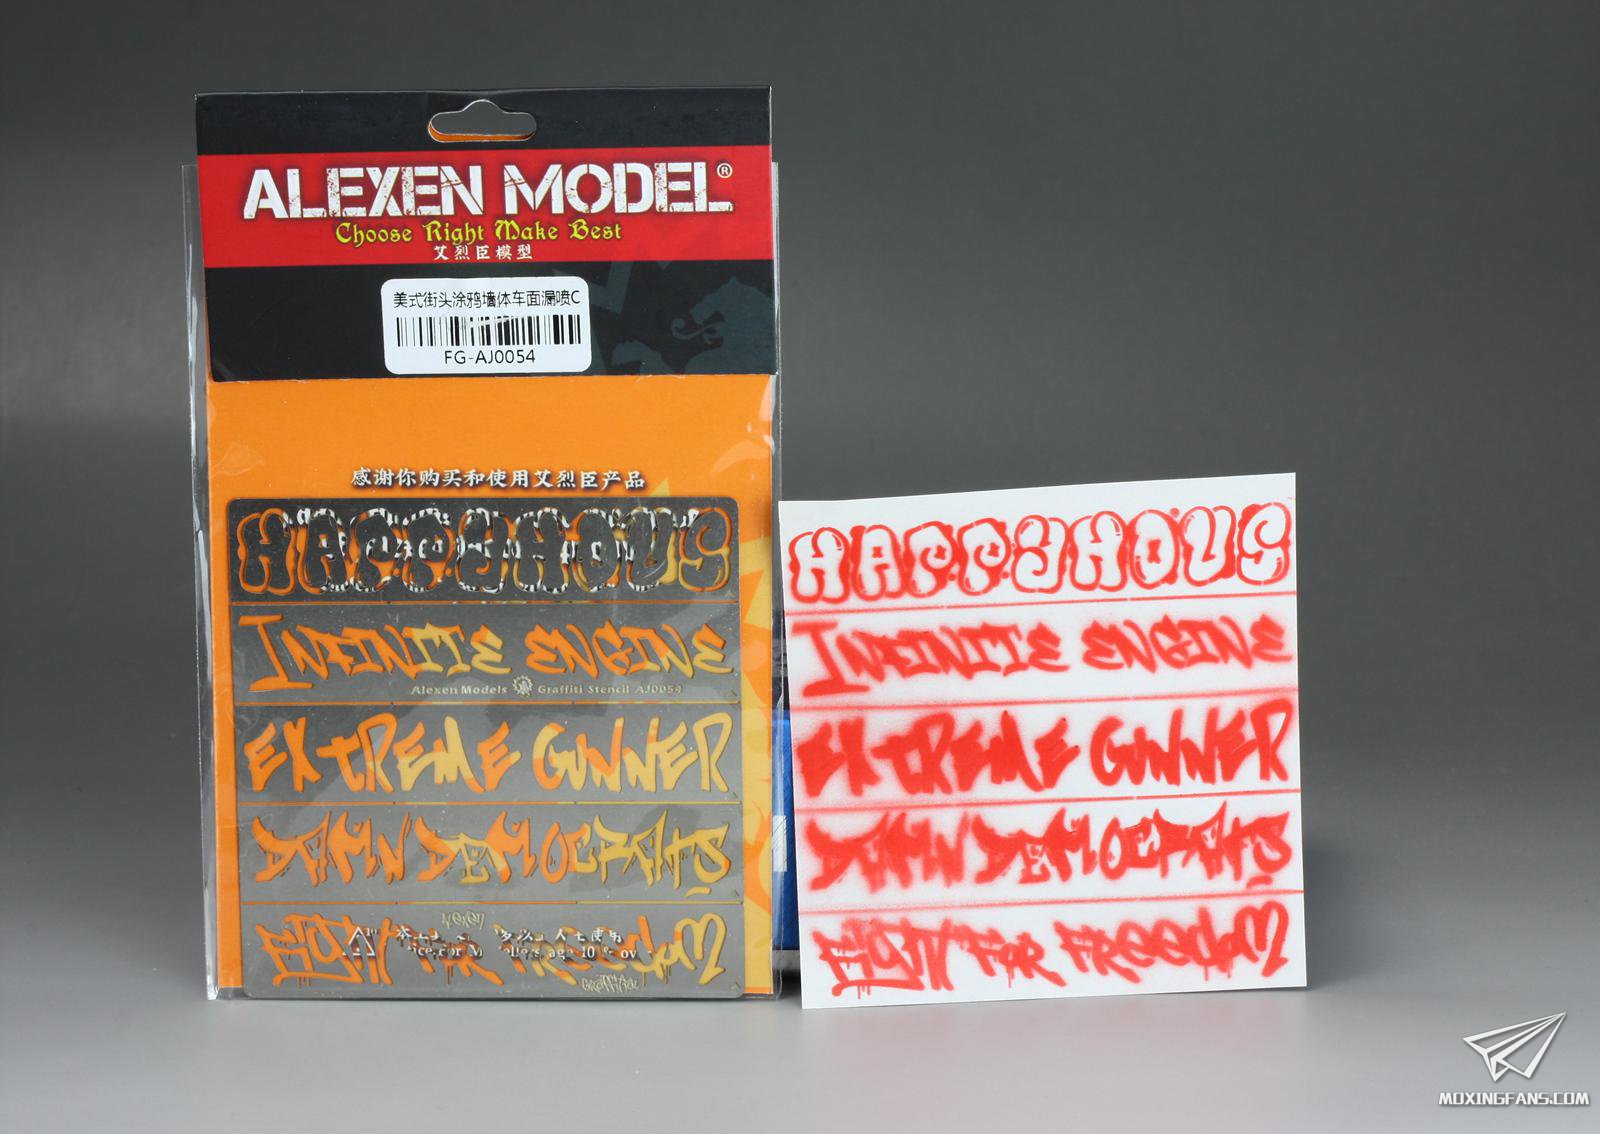 ALEXEN MODEL®
Choose Right Make Best
艾烈臣模型
美式街头涂鸦墙体车面漏喷C
FG-AJ0054
感谢你购买和使用艾烈臣产品
HAPPYHOUS
INFINITE ENGINE
Alexen Models Graffiti Stencil AJ0054
EXTREME GUNNER
DAMN DEMOCRATS
FIGHT FOR FREEDOM
HAPPYHOUS
INFINITE ENGINE
EXTREME GUNNER
DAMN DEMOCRATS
FIGHT FOR FREEDOM
MOXINGFANS.COM